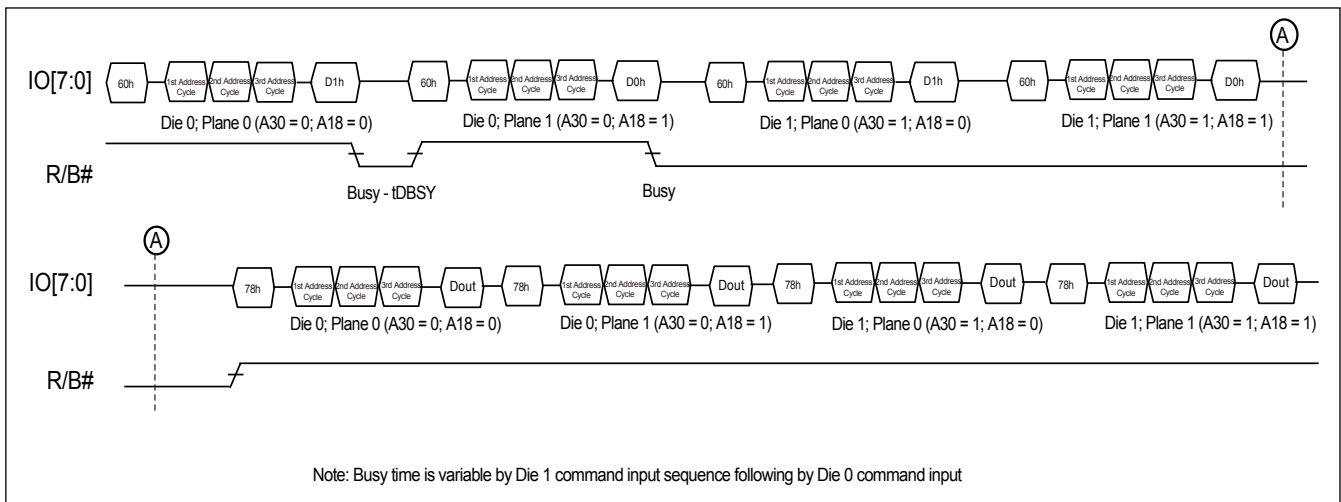 A
IO[7:0] 60h 1st Address Cycle 2nd Address Cycle 3rd Address Cycle D1h 60h 1st Address Cycle 2nd Address Cycle 3rd Address Cycle D0h 60h 1st Address Cycle 2nd Address Cycle 3rd Address Cycle D1h 60h 1st Address Cycle 2nd Address Cycle 3rd Address Cycle D0h
Die 0; Plane 0 (A30 = 0; A18 = 0) Die 0; Plane 1 (A30 = 0; A18 = 1) Die 1; Plane 0 (A30 = 1; A18 = 0) Die 1; Plane 1 (A30 = 1; A18 = 1)
R/B#
Busy - tDBSY Busy
A
IO[7:0] 78h 1st Address Cycle 2nd Address Cycle 3rd Address Cycle Dout 78h 1st Address Cycle 2nd Address Cycle 3rd Address Cycle Dout 78h 1st Address Cycle 2nd Address Cycle 3rd Address Cycle Dout 78h 1st Address Cycle 2nd Address Cycle 3rd Address Cycle Dout
Die 0; Plane 0 (A30 = 0; A18 = 0) Die 0; Plane 1 (A30 = 0; A18 = 1) Die 1; Plane 0 (A30 = 1; A18 = 0) Die 1; Plane 1 (A30 = 1; A18 = 1)
R/B#
Note: Busy time is variable by Die 1 command input sequence following by Die 0 command input